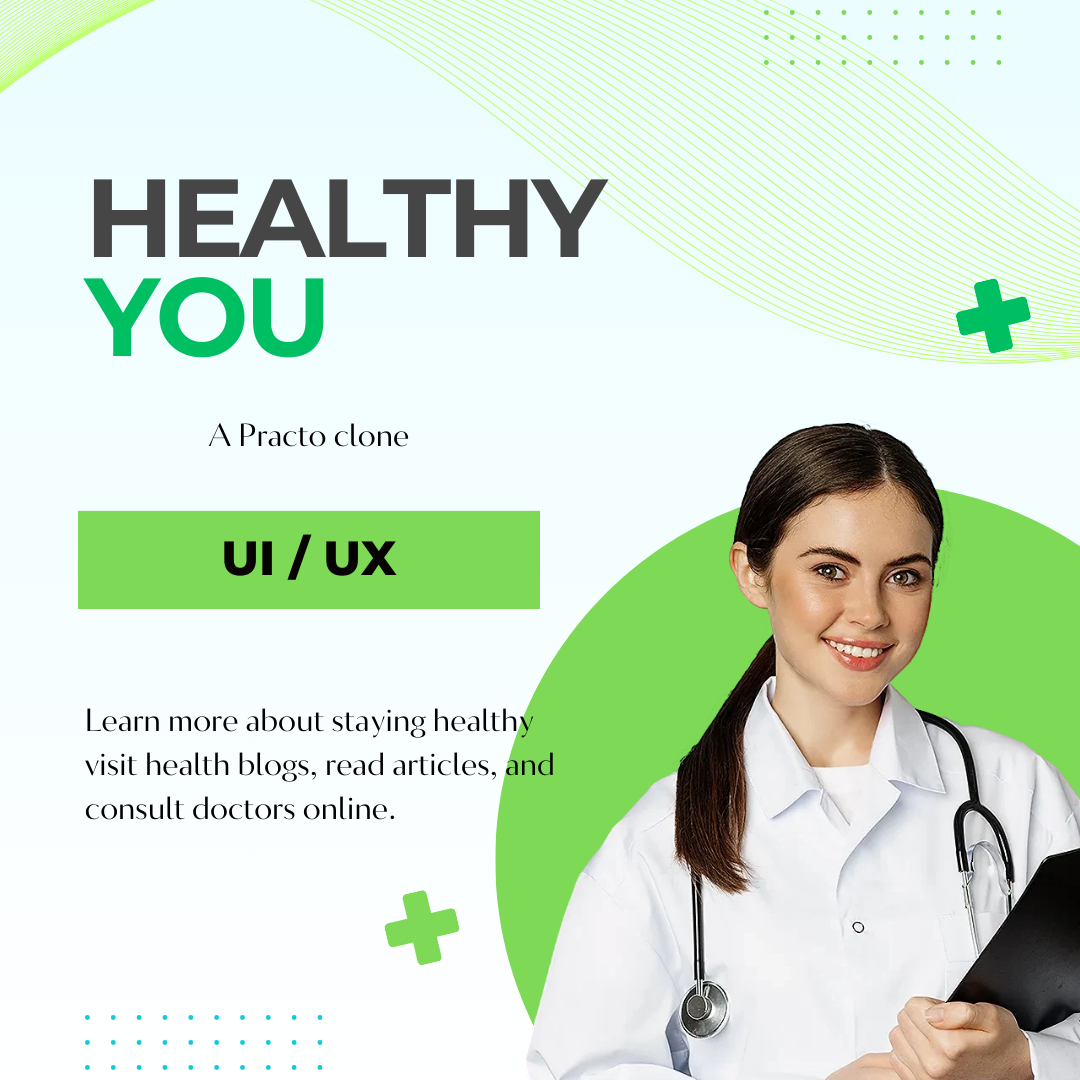 HEALTHY
YOU
A Practo clone
UI / UX
Learn more about staying healthy
visit health blogs, read articles, and
consult doctors online.